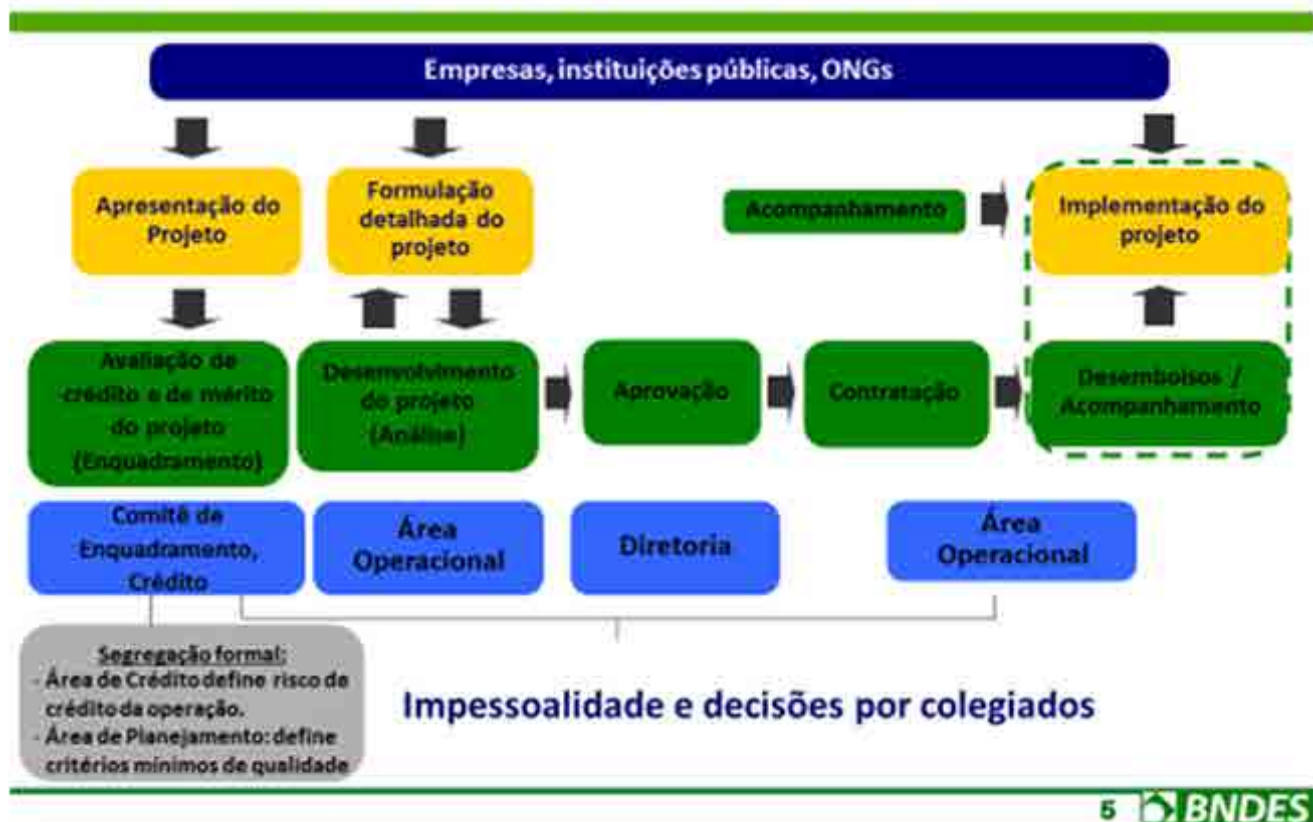 Empresas, instituições públicas, ONGs
Apresentação do
Projeto
Formulação
detalhada do
projeto
Acompanhamento
Implementação do
projeto
Avaliação de
crédito e de mérito
do projeto
(Enquadramento)
Desenvolvimento
do projeto
(Análise)
Aprovação
Contratação
Desembolsos /
Acompanhamento
Comitê de
Enquadramento,
Crédito
Área
Operacional
Diretoria
Área
Operacional
Segregação formal:
- Área de Crédito define risco de
crédito da operação.
- Área de Planejamento: define
critérios mínimos de qualidade
Impessoalidade e decisões por colegiados
5 BNDES